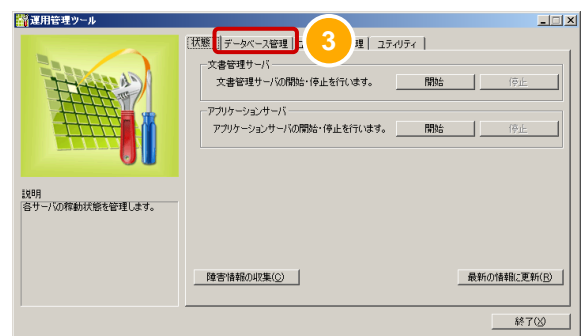 運用管理ツール
状態 データベース管理 理 ユティリティ
3
文書管理サーバ
文書管理サーバの開始・停止を行います。 開始 停止
アプリケーションサーバ
アプリケーションサーバの開始・停止を行います。 開始 停止
説明
各サーバの稼動状態を管理します。
障害情報の収集(C) 最新の情報に更新(R)
終了(X)